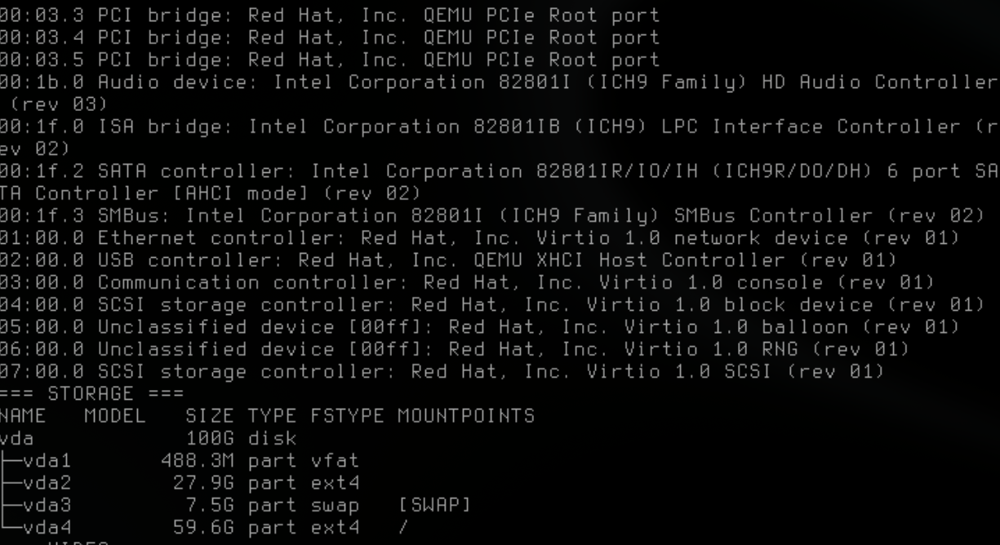 00:03.3 PCI bridge: Red Hat, Inc. QEMU PCIe Root port
00:03.4 PCI bridge: Red Hat, Inc. QEMU PCIe Root port
00:03.5 PCI bridge: Red Hat, Inc. QEMU PCIe Root port
00:1b.0 Audio device: Intel Corporation 82801I (ICH9 Family) HD Audio Controller
 (rev 03)
00:1f.0 ISA bridge: Intel Corporation 82801IB (ICH9) LPC Interface Controller (r
ev 02)
00:1f.2 SATA controller: Intel Corporation 82801IR/IO/IH (ICH9R/DO/DH) 6 port SA
TA Controller [AHCI mode] (rev 02)
00:1f.3 SMBus: Intel Corporation 82801I (ICH9 Family) SMBus Controller (rev 02)
01:00.0 Ethernet controller: Red Hat, Inc. Virtio 1.0 network device (rev 01)
02:00.0 USB controller: Red Hat, Inc. QEMU XHCI Host Controller (rev 01)
03:00.0 Communication controller: Red Hat, Inc. Virtio 1.0 console (rev 01)
04:00.0 SCSI storage controller: Red Hat, Inc. Virtio 1.0 block device (rev 01)
05:00.0 Unclassified device [00ff]: Red Hat, Inc. Virtio 1.0 balloon (rev 01)
06:00.0 Unclassified device [00ff]: Red Hat, Inc. Virtio 1.0 RNG (rev 01)
07:00.0 SCSI storage controller: Red Hat, Inc. Virtio 1.0 SCSI (rev 01)
=== STORAGE ===
NAME   MODEL   SIZE TYPE FSTYPE MOUNTPOINTS
vda            100G disk
├─vda1       488.3M part vfat
├─vda2        27.9G part ext4
├─vda3         7.5G part swap   [SWAP]
└─vda4        59.6G part ext4   /